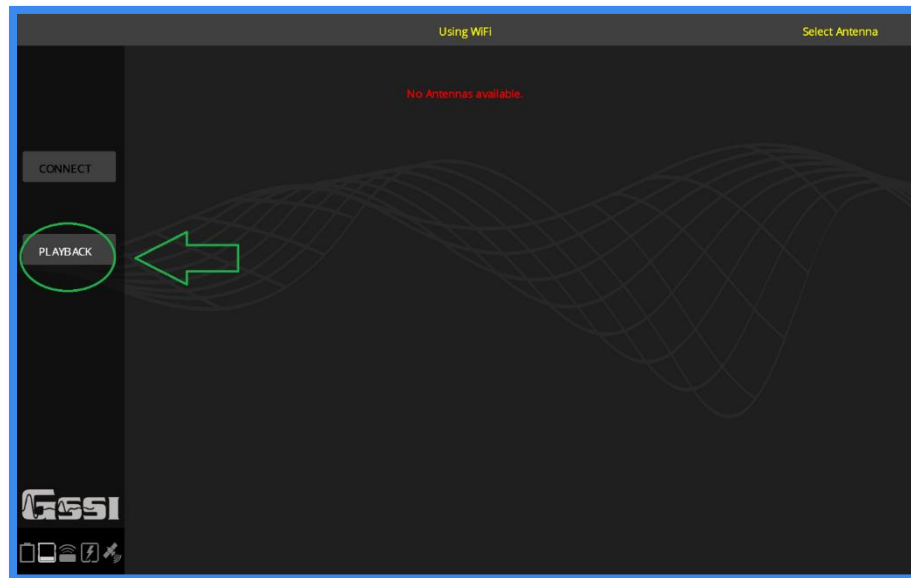 Using WiFi
Select Antenna
No Antennas available.
CONNECT
PLAYBACK
GSSI